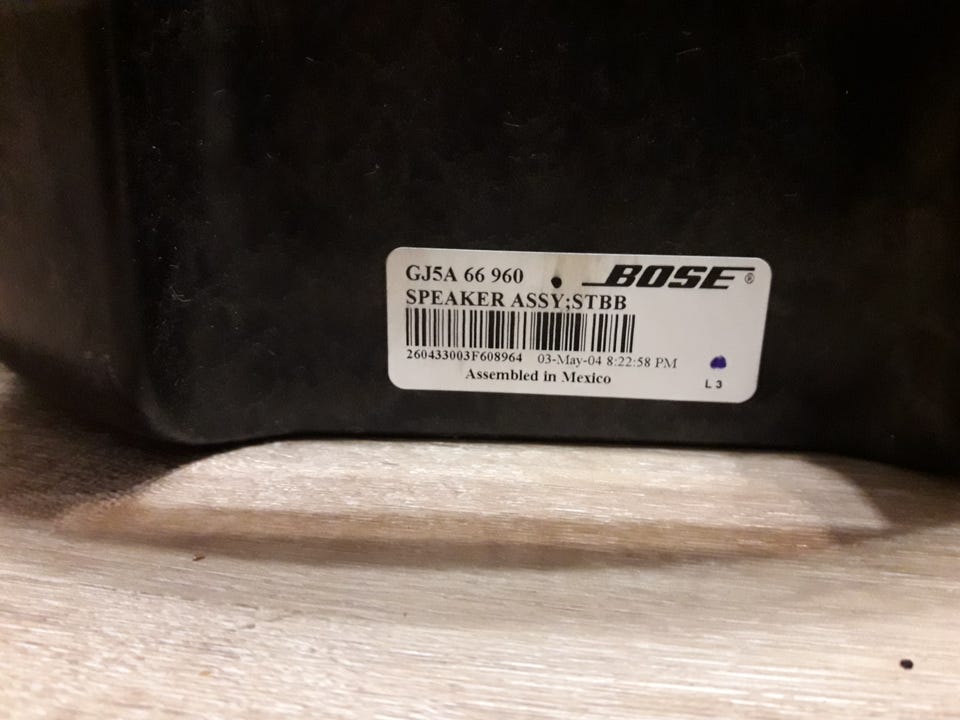 GJ5A 66 960
BOSE®
SPEAKER ASSY;STBB
260433003F608964 03-May-04 8:22:58 PM
Assembled in Mexico
L 3